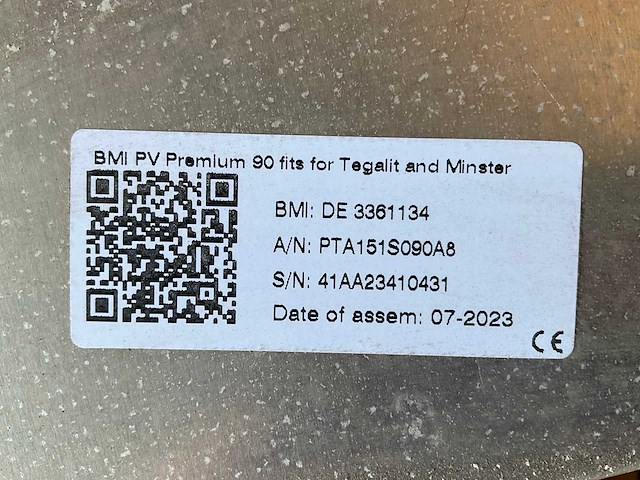 BMI PV Premium 90 fits for Tegalit and Minster
BMI: DE 3361134
A/N: PTA151S090A8
S/N: 41AA23410431
Date of assem: 07-2023
CE